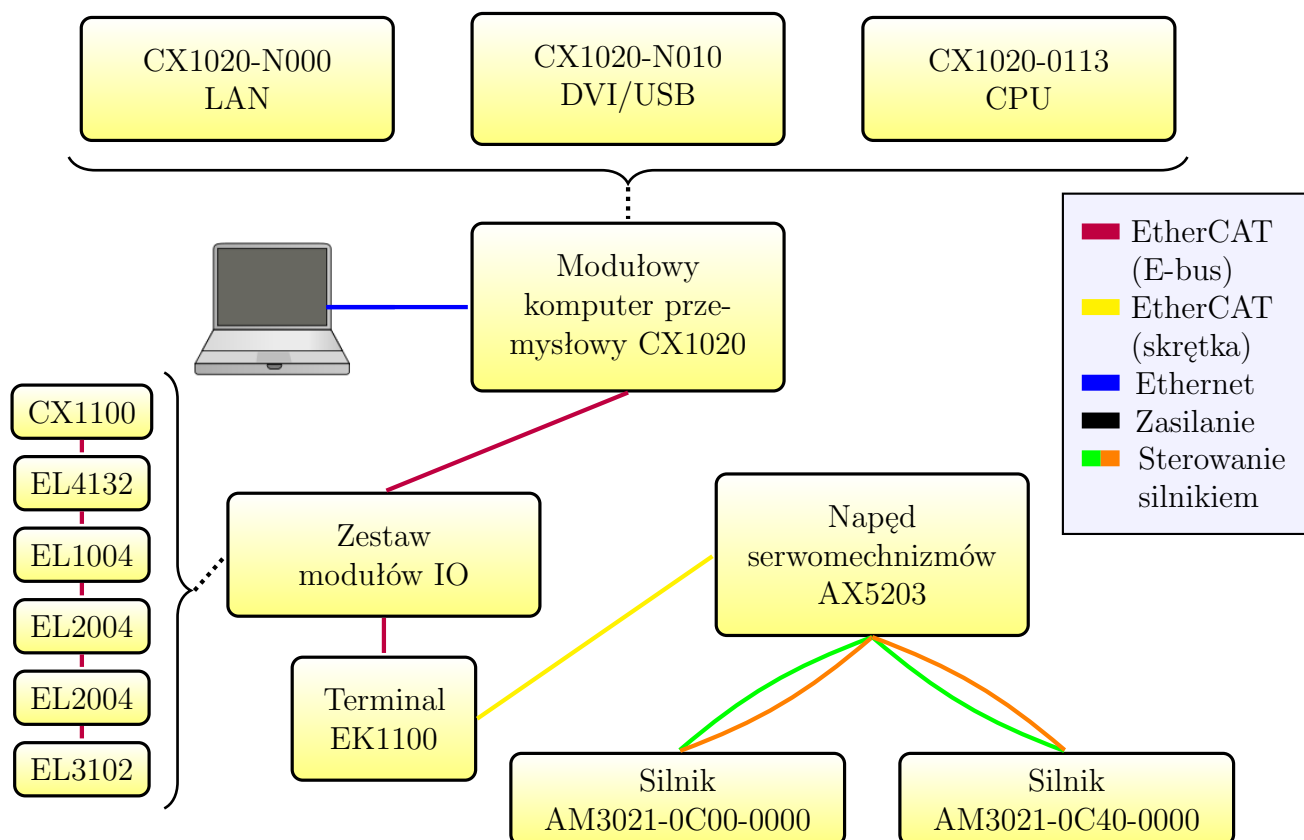 CX1020-N000
LAN
CX1020-N010
DVI/USB
CX1020-0113
CPU
Modułowy
komputer prze-
mysłowy CX1020
EtherCAT
(E-bus)
EtherCAT
(skrętka)
Ethernet
Zasilanie
Sterowanie
silnikiem
CX1100
EL4132
EL1004
EL2004
EL2004
EL3102
Zestaw
modułów IO
Terminal
EK1100
Napęd
serwomechnizmów
AX5203
Silnik
AM3021-0C00-0000
Silnik
AM3021-0C40-0000